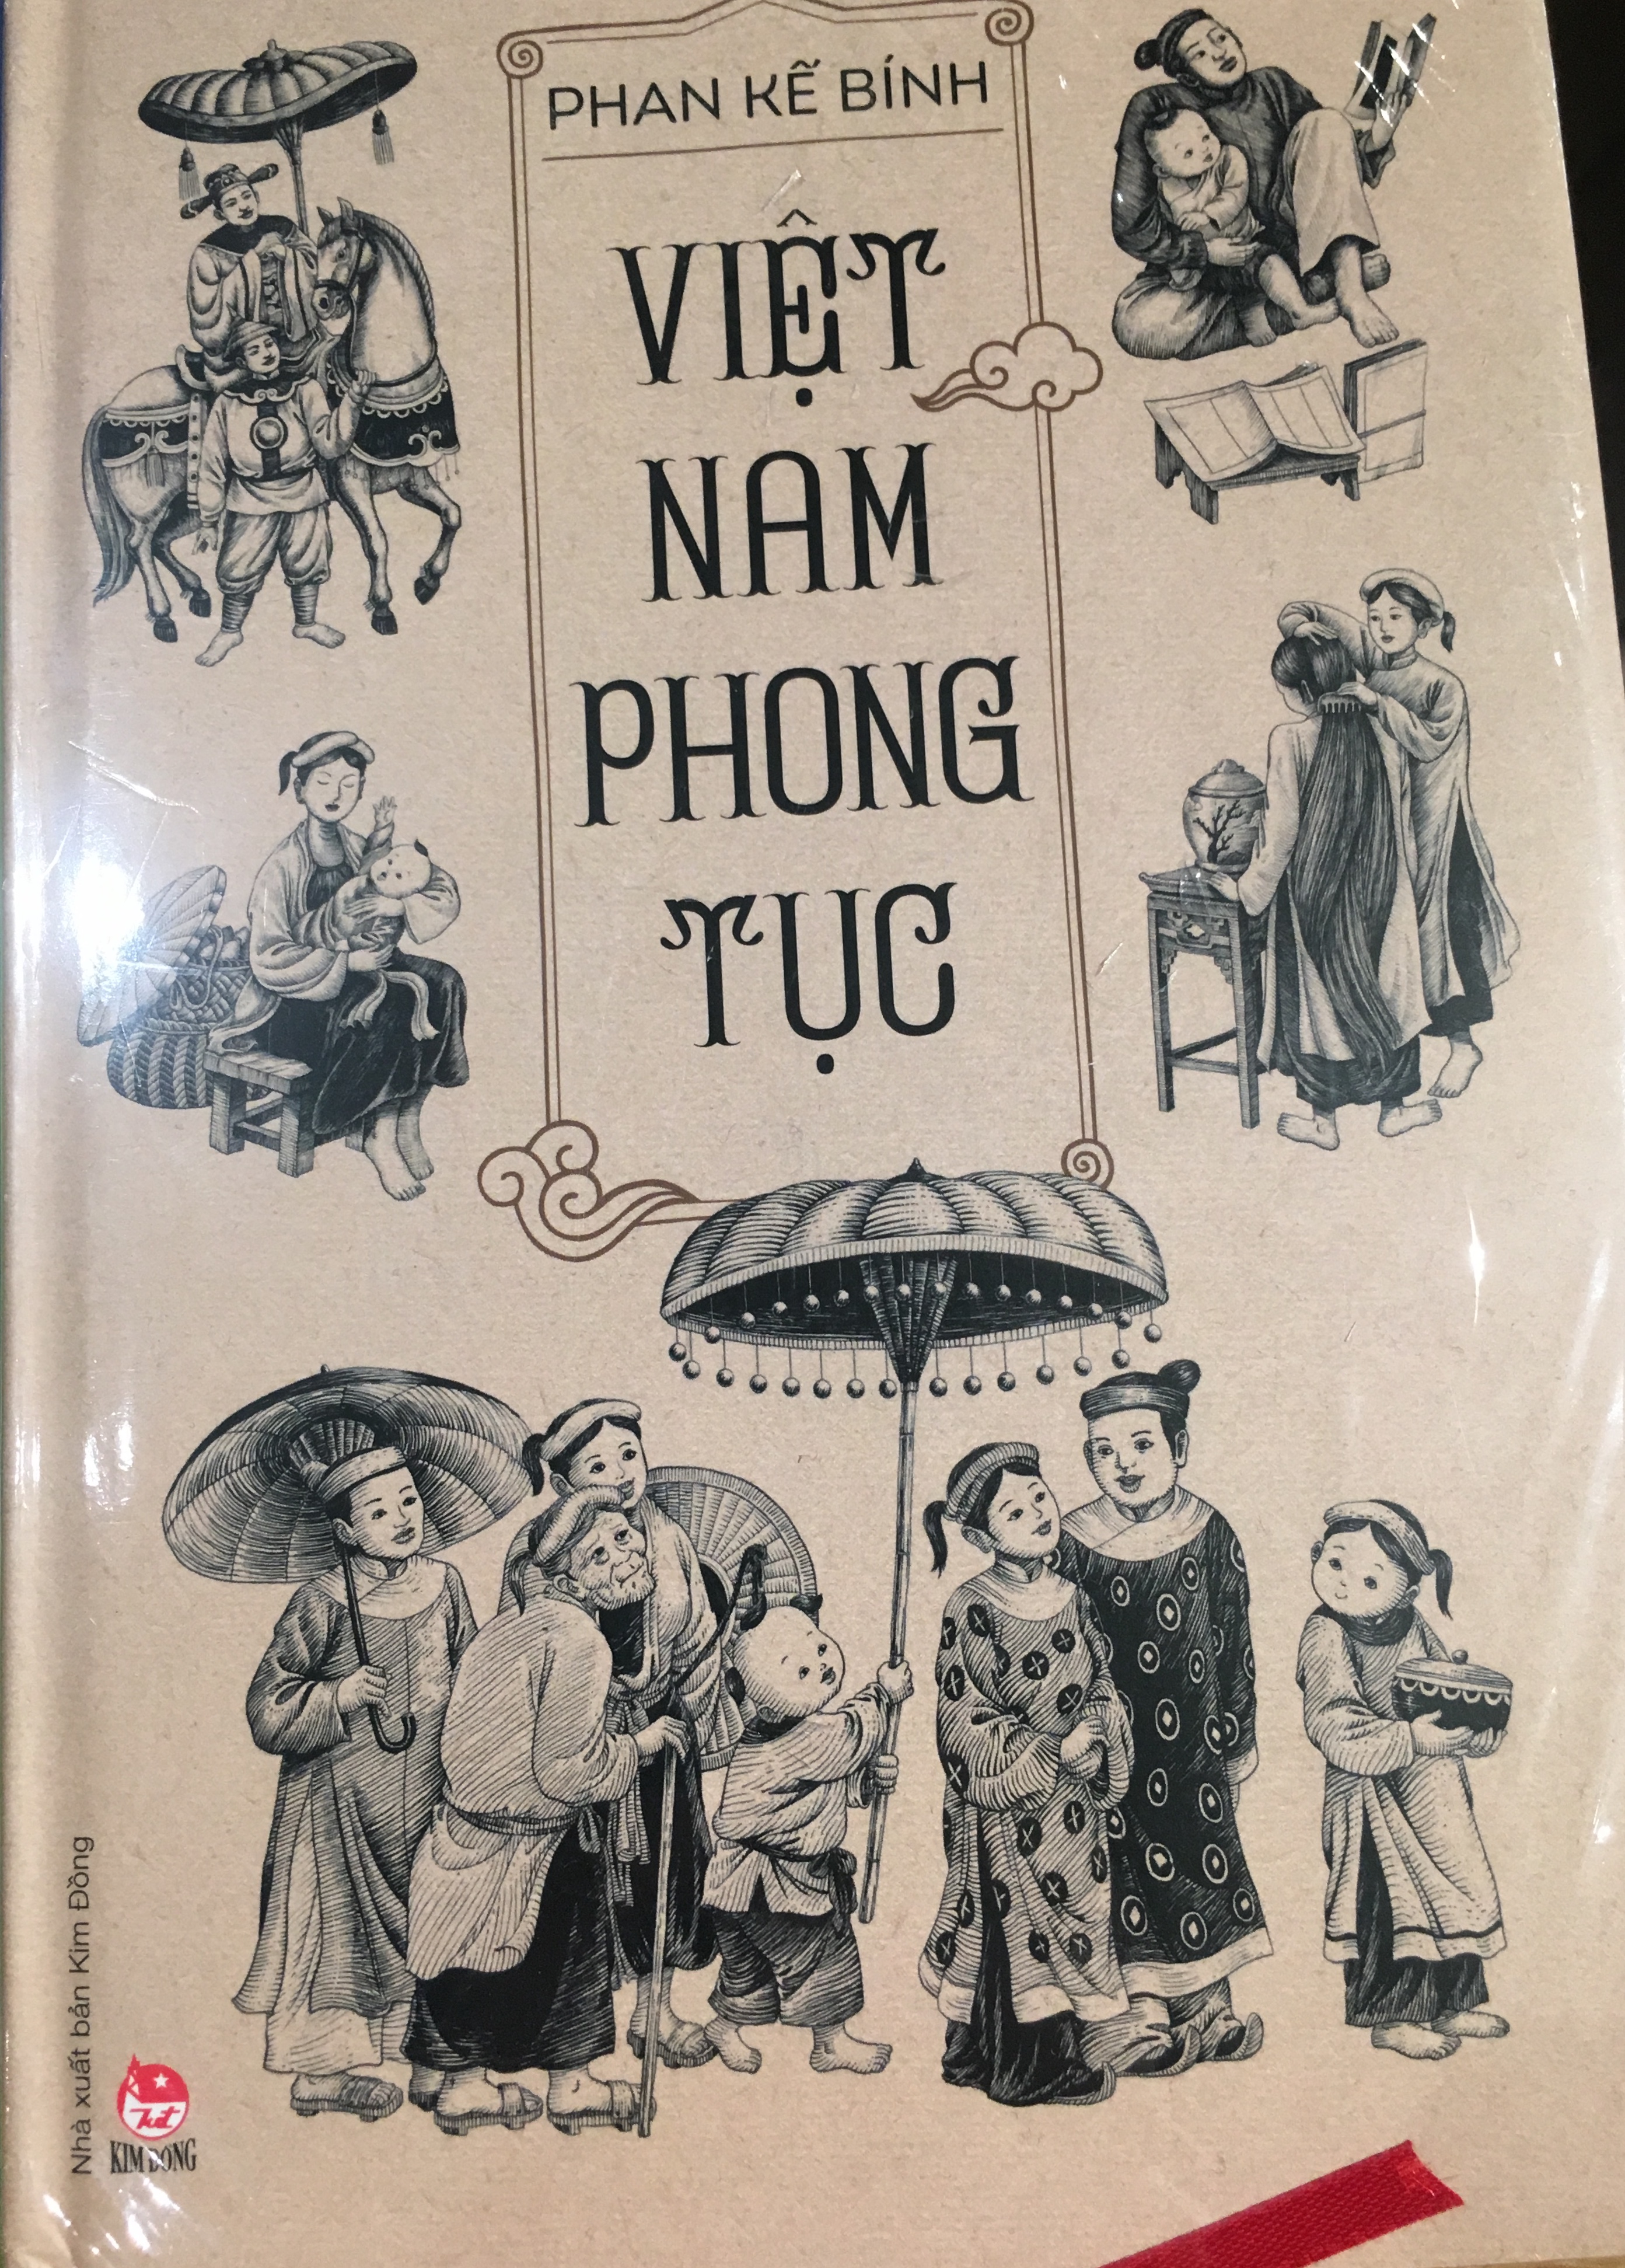 PHAN KẾ BÍNH
VIỆT
NAM
PHONG
TỤC
Nhà xuất bản Kim Đồng
KIM ĐỒNG